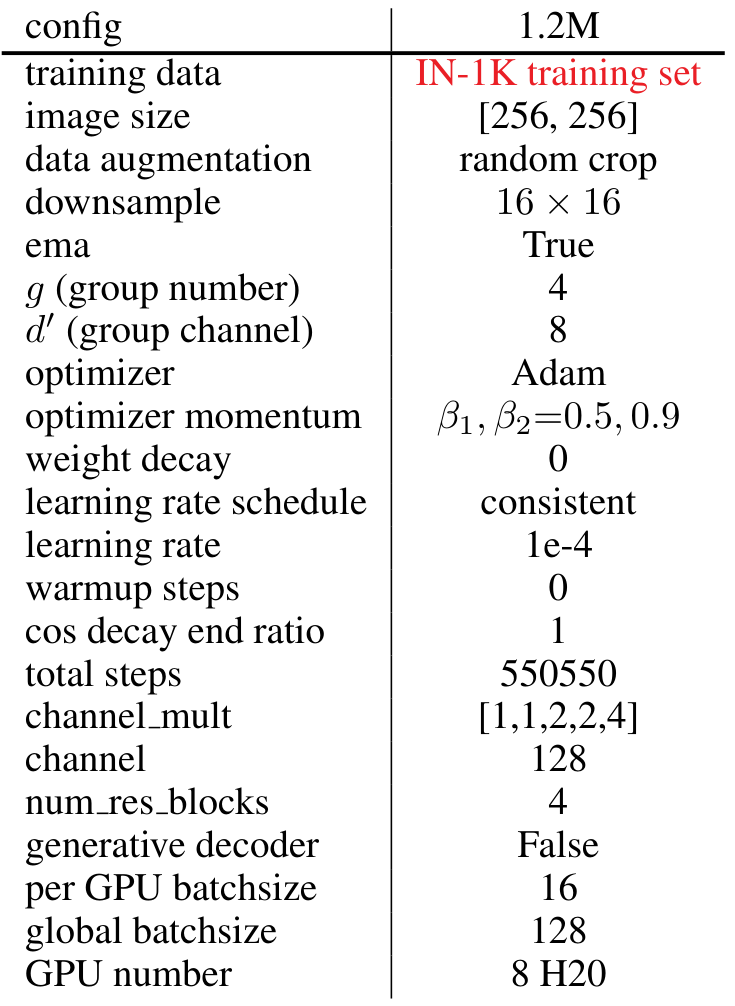 config 1.2M
training data IN-1K training set
image size [256, 256]
data augmentation random crop
downsample 16 × 16
ema True
g (group number) 4
d′ (group channel) 8
optimizer Adam
optimizer momentum β₁, β₂=0.5, 0.9
weight decay 0
learning rate schedule consistent
learning rate 1e-4
warmup steps 0
cos decay end ratio 1
total steps 550550
channel_mult [1,1,2,2,4]
channel 128
num_res_blocks 4
generative decoder False
per GPU batchsize 16
global batchsize 128
GPU number 8 H20